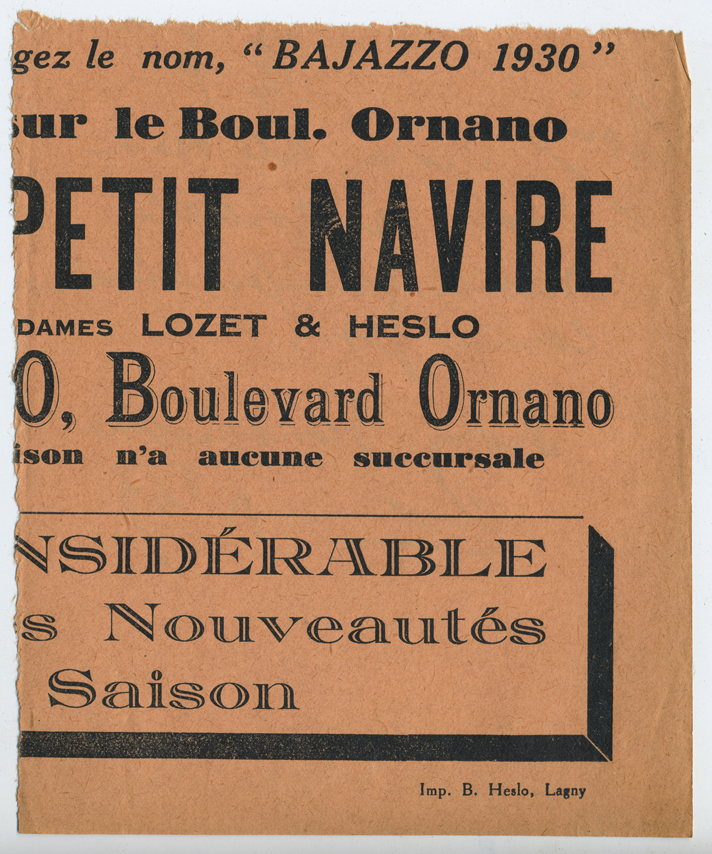 gez le nom, “BAJAZZO 1930”
sur le Boul. Ornano
PETIT NAVIRE
DAMES LOZET & HESLO
0, Boulevard Ornano
ison n'a aucune succursale
NSIDÉRABLE
s Nouveautés
Saison
Imp. B. Heslo, Lagny